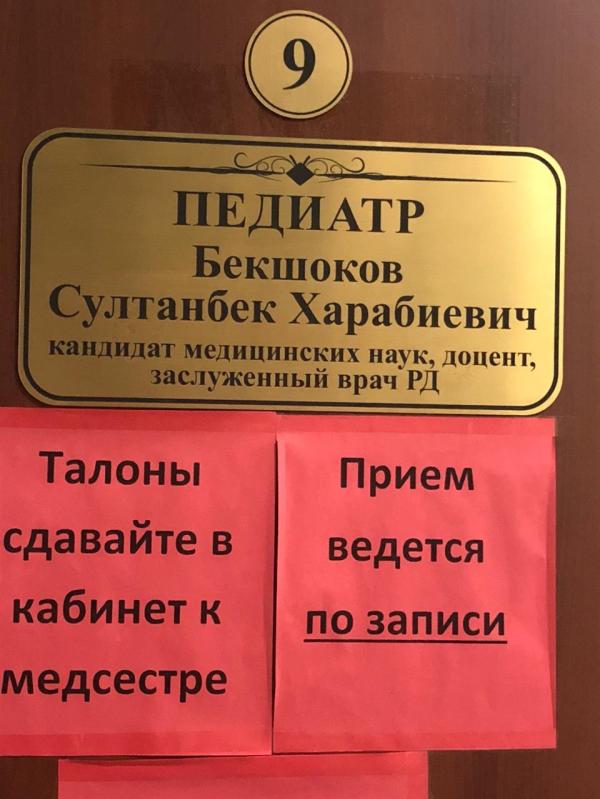 9
ПЕДИАТР
Бекшоков
Султанбек Харабиевич
кандидат медицинских наук, доцент,
заслуженный врач РД
Талоны
сдавайте в
кабинет к
медсестре
Прием
ведется
по записи